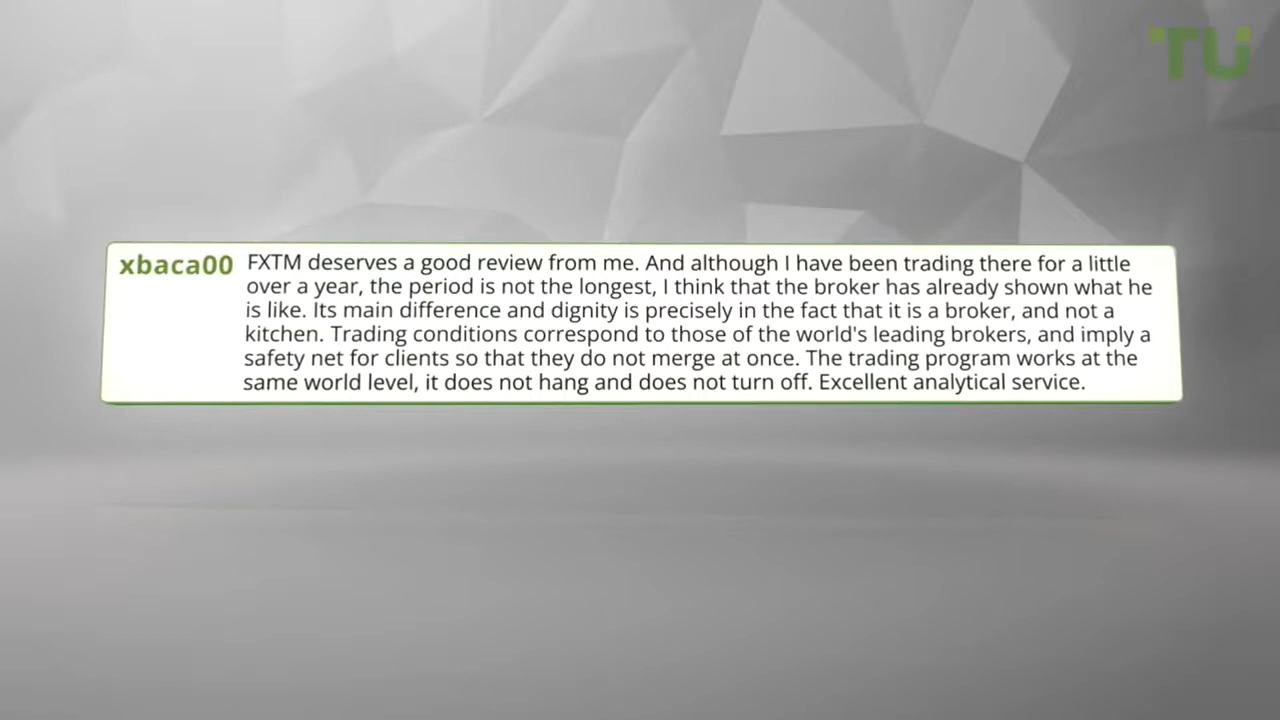 TU
xbaca00 FXTM deserves a good review from me. And although I have been trading there for a little
over a year, the period is not the longest, I think that the broker has already shown what he
is like. Its main difference and dignity is precisely in the fact that it is a broker, and not a
kitchen. Trading conditions correspond to those of the world's leading brokers, and imply a
safety net for clients so that they do not merge at once. The trading program works at the
same world level, it does not hang and does not turn off. Excellent analytical service.